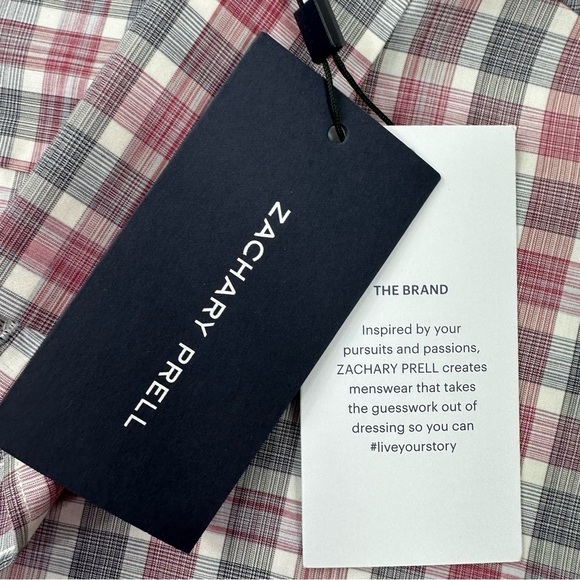 ZACHARY PRELL
THE BRAND
Inspired by your
pursuits and passions,
ZACHARY PRELL creates
menswear that takes
the guesswork out of
dressing so you can
#liveyourstory